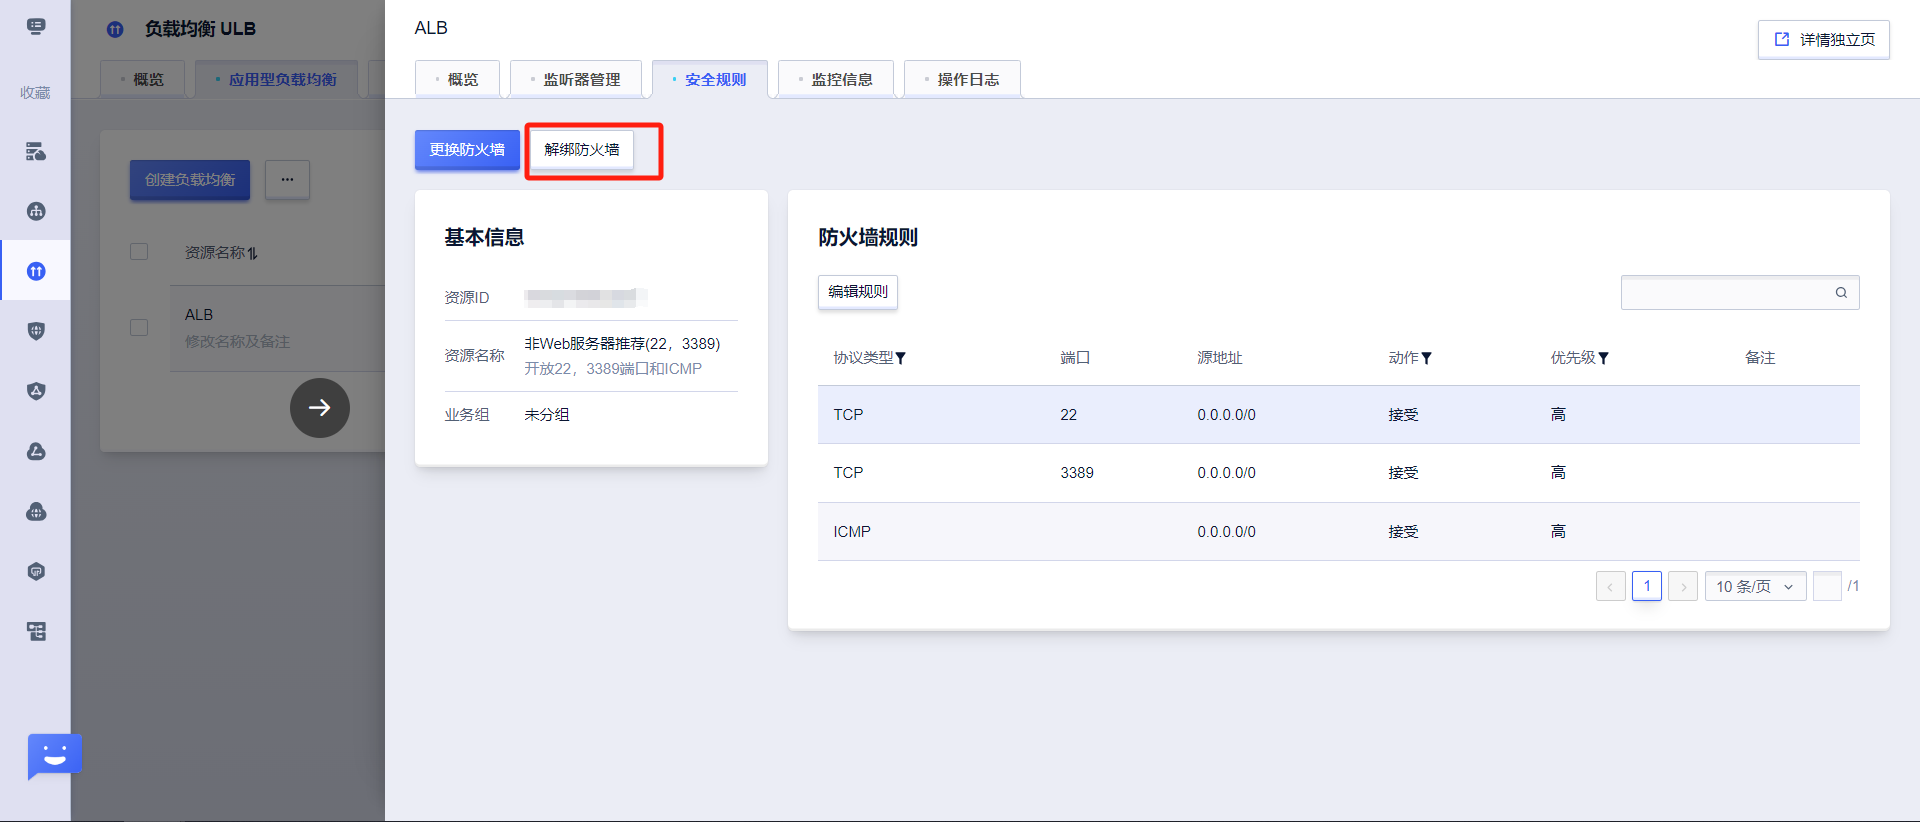 收藏
负载均衡 ULB
概览
应用型负载均衡
创建负载均衡
...
资源名称
ALB
修改名称及备注
ALB
详情独立页
概览
监听器管理
安全规则
监控信息
操作日志
更换防火墙
解绑防火墙
基本信息
资源ID
资源名称
非Web服务器推荐(22，3389)
开放22，3389端口和ICMP
业务组
未分组
防火墙规则
编辑规则
协议类型 端口 源地址 动作 优先级 备注
TCP 22 0.0.0.0/0 接受 高
TCP 3389 0.0.0.0/0 接受 高
ICMP 0.0.0.0/0 接受 高
1 10 条/页 /1